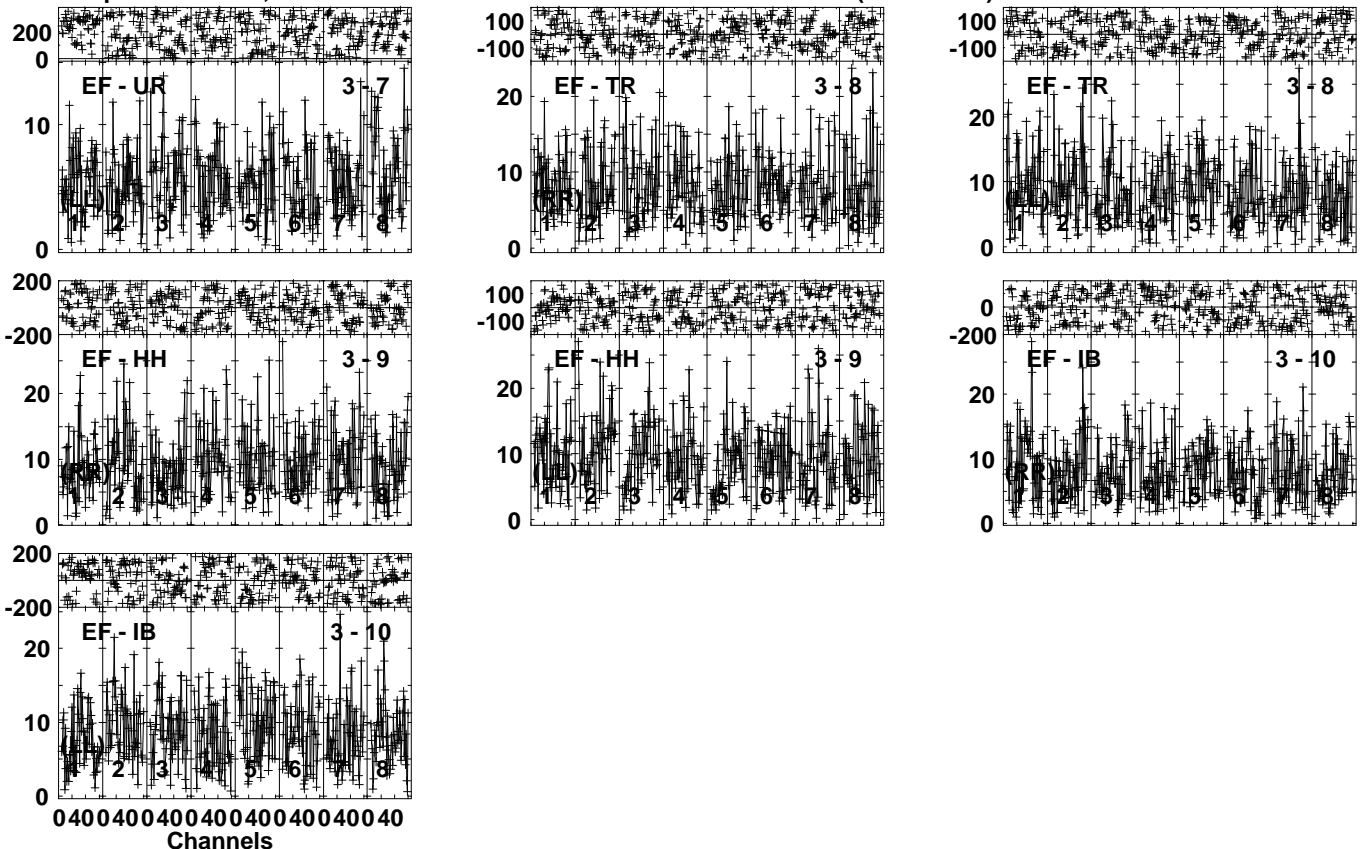 200
0
EF - UR 3 - 7
10
(LL)
1 2 3 4 5 6 7 8
0
100
-100
EF - TR 3 - 8
20
10
(RR)
1 2 3 4 5 6 7 8
0
100
-100
EF - TR 3 - 8
20
10
(LL)
1 2 3 4 5 6 7 8
0
200
-200
EF - HH 3 - 9
20
10
(RR)
1 2 3 4 5 6 7 8
0
100
-100
EF - HH 3 - 9
20
10
(LL)
1 2 3 4 5 6 7 8
0
0
-200
EF - IB 3 - 10
20
10
(RR)
1 2 3 4 5 6 7 8
0
200
-200
EF - IB 3 - 10
20
10
(LL)
1 2 3 4 5 6 7 8
0
0 40 0 40 0 40 0 40 0 40 0 40 0 40 0 40
Channels